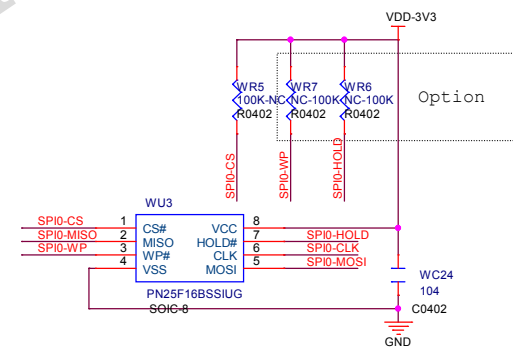 VDD-3V3
WR5 WR7 WR6
100K-NC NC-100K NC-100K Option
R0402 R0402 R0402
SPI0-CS SPI0-WP SPI0-HOLD
WU3
SPI0-CS 1 CS# VCC 8
SPI0-MISO 2 MISO HOLD# 7 SPI0-HOLD
SPI0-WP 3 WP# CLK 6 SPI0-CLK
4 VSS MOSI 5 SPI0-MOSI
WC24
104
PN25F16BSSIUG
SOIC-8 C0402
GND